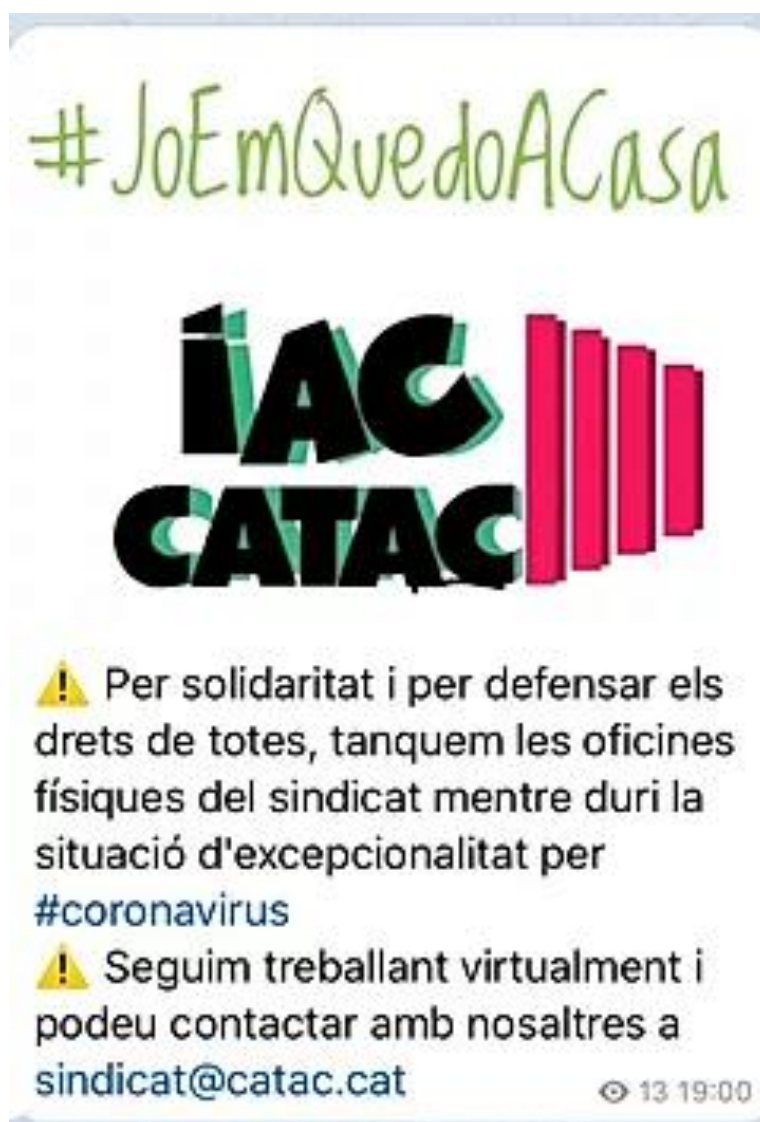 #JoEmQuedoACasa
iAC
CATAC
⚠️ Per solidaritat i per defensar els
drets de totes, tanquem les oficines
físiques del sindicat mentre duri la
situació d'excepcionalitat per
#coronavirus
⚠️ Seguim treballant virtualment i
podeu contactar amb nosaltres a
sindicat@catac.cat
13 19:00